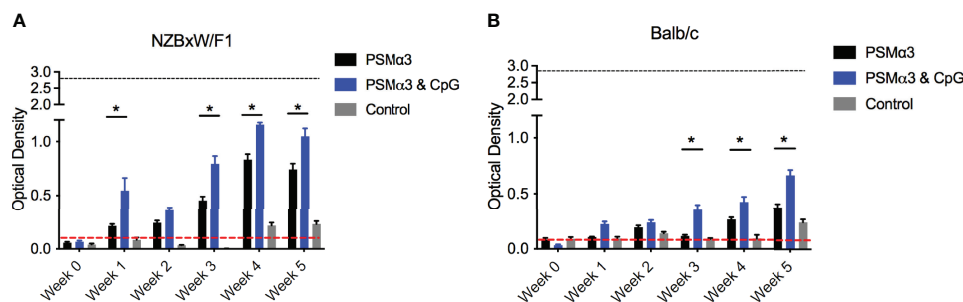 A
NZBxW/F1
Optical Density
3.0
2.5
2.0
1.0
0.5
0.0
*
*
*
*
Week 0
Week 1
Week 2
Week 3
Week 4
Week 5
PSMα3
PSMα3 & CpG
Control
B
Balb/c
Optical Density
3.0
2.5
2.0
1.0
0.5
0.0
*
*
*
Week 0
Week 1
Week 2
Week 3
Week 4
Week 5
PSMα3
PSMα3 & CpG
Control